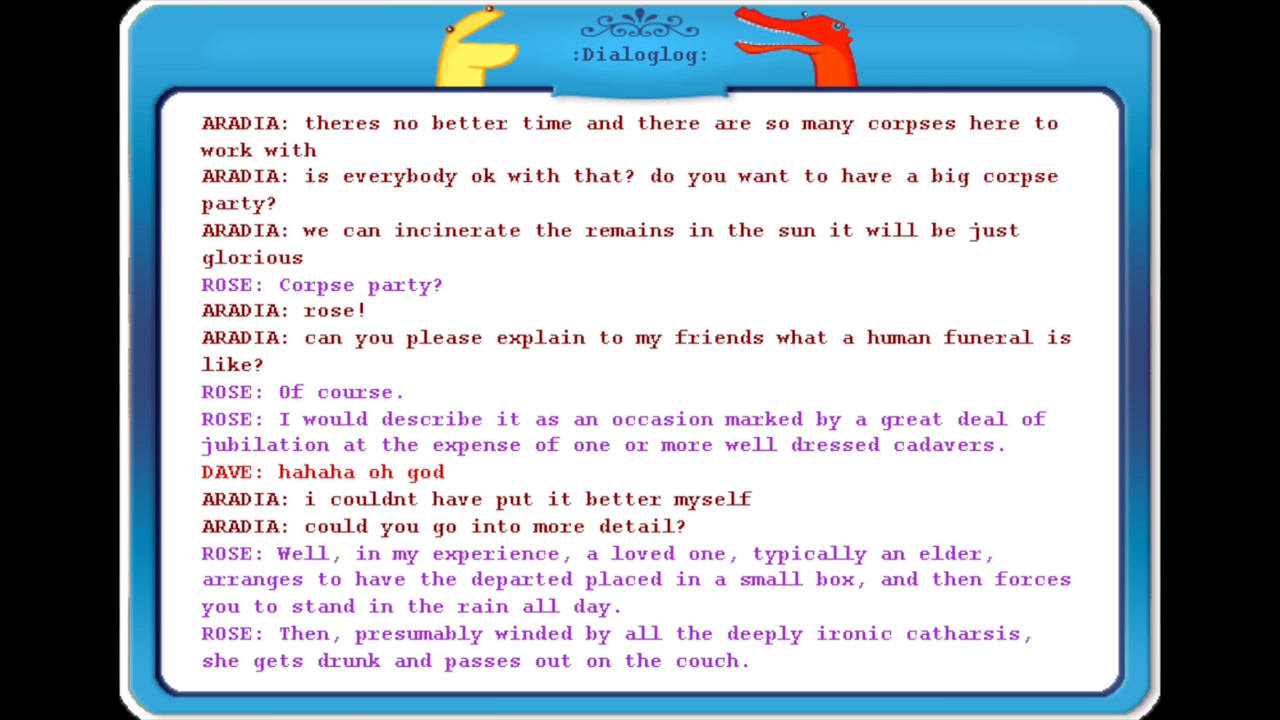 :Dialoglog:
ARADIA: theres no better time and there are so many corpses here to
work with
ARADIA: is everybody ok with that? do you want to have a big corpse
party?
ARADIA: we can incinerate the remains in the sun it will be just
glorious
ROSE: Corpse party?
ARADIA: rose!
ARADIA: can you please explain to my friends what a human funeral is
like?
ROSE: Of course.
ROSE: I would describe it as an occasion marked by a great deal of
jubilation at the expense of one or more well dressed cadavers.
DAVE: hahaha oh god
ARADIA: i couldnt have put it better myself
ARADIA: could you go into more detail?
ROSE: Well, in my experience, a loved one, typically an elder,
arranges to have the departed placed in a small box, and then forces
you to stand in the rain all day.
ROSE: Then, presumably winded by all the deeply ironic catharsis,
she gets drunk and passes out on the couch.